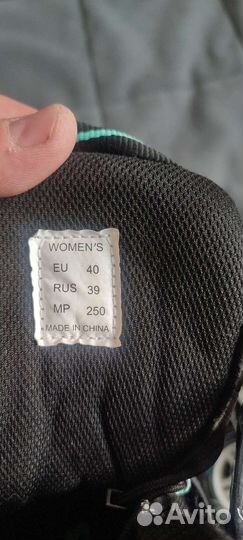 WOMEN'S
EU 40
RUS 39
MP 250
MADE IN CHINA
Avito